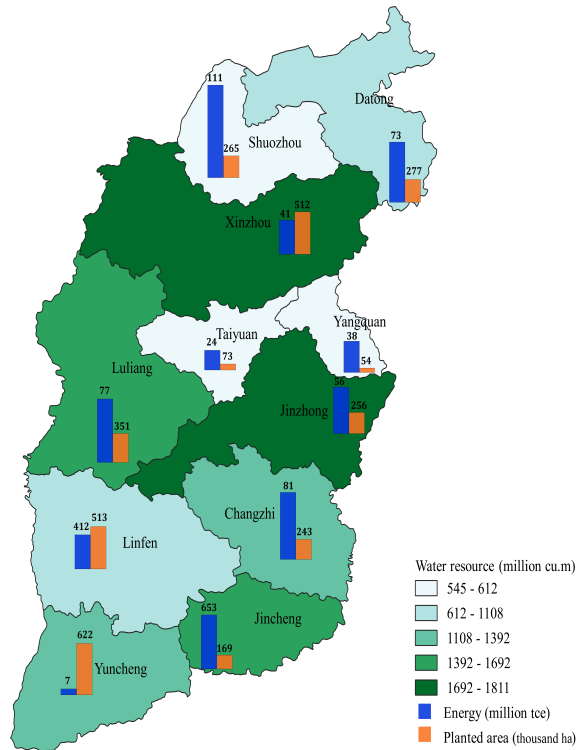 Datong
111
Shuozhou
265
73
277
Xinzhou
41
512
Taiyuan
24
73
Yangquan
38
54
Luliang
77
351
56
Jinzhong
256
Changzhi
81
243
412
513
Linfen
653
Jincheng
169
622
7
Yuncheng
Water resource (million cu.m)
545 - 612
612 - 1108
1108 - 1392
1392 - 1692
1692 - 1811
Energy (million tce)
Planted area (thousand ha)